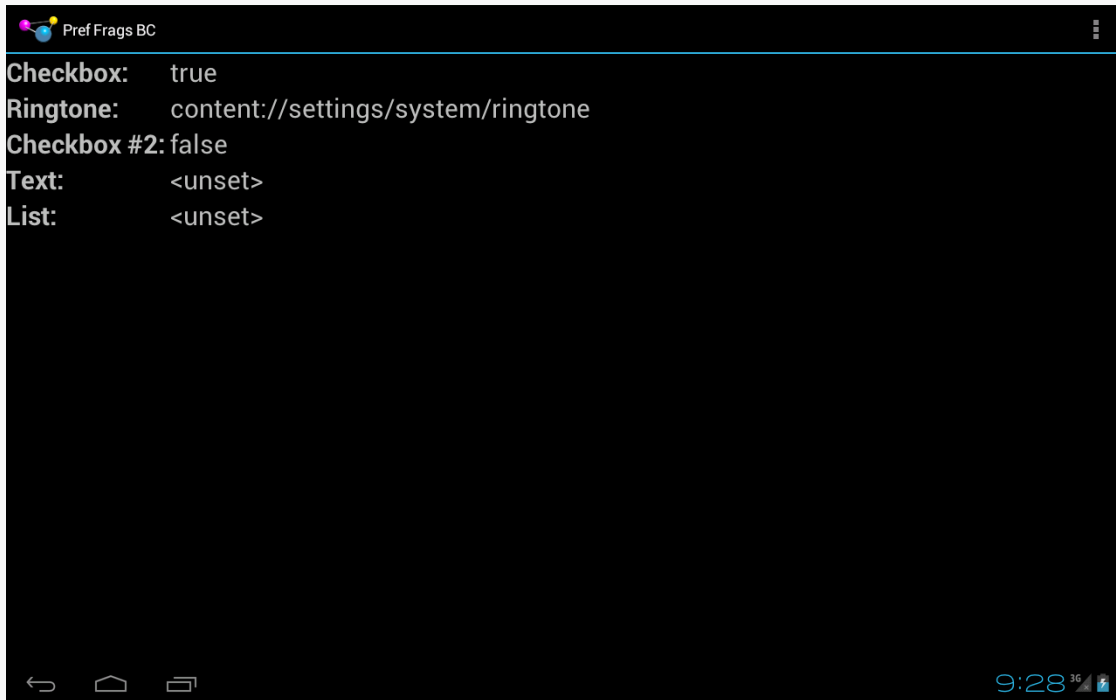 Pref Frags BC
Checkbox: true
Ringtone: content://settings/system/ringtone
Checkbox #2: false
Text: <unset>
List: <unset>
9:28 3G